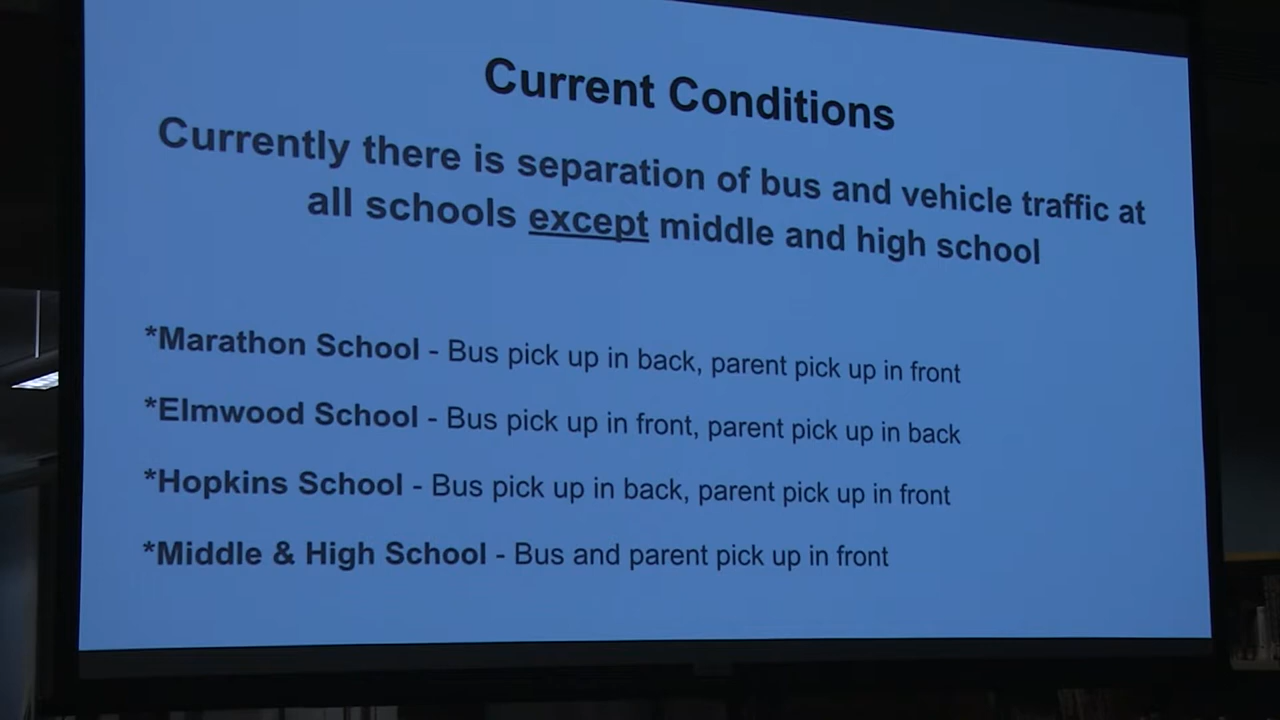 Current Conditions
Currently there is separation of bus and vehicle traffic at
all schools except middle and high school
*Marathon School - Bus pick up in back, parent pick up in front
*Elmwood School - Bus pick up in front, parent pick up in back
*Hopkins School - Bus pick up in back, parent pick up in front
*Middle & High School - Bus and parent pick up in front